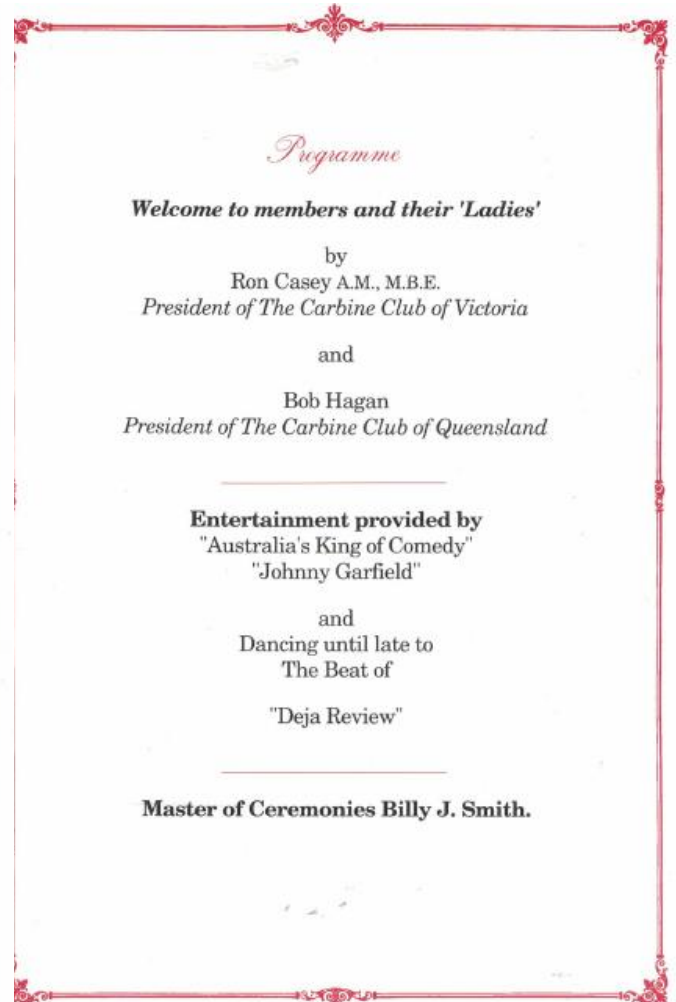 Programme
Welcome to members and their 'Ladies'
by
Ron Casey A.M., M.B.E.
President of The Carbine Club of Victoria
and
Bob Hagan
President of The Carbine Club of Queensland
Entertainment provided by
"Australia's King of Comedy"
"Johnny Garfield"
and
Dancing until late to
The Beat of
"Deja Review"
Master of Ceremonies Billy J. Smith.